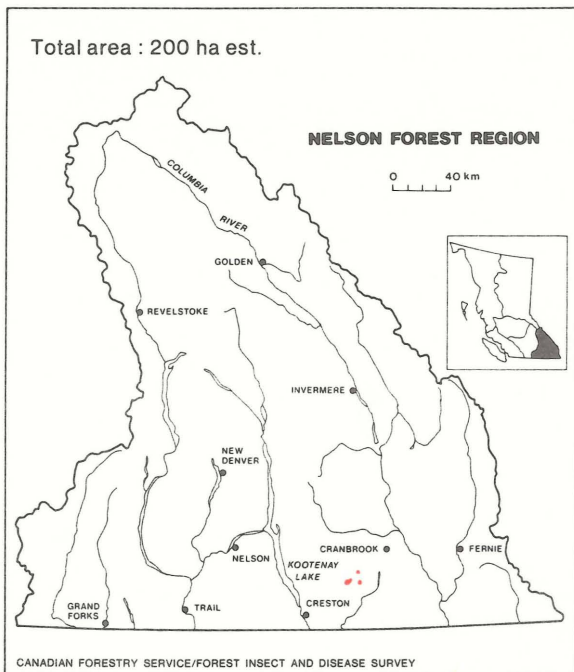 Total area : 200 ha est.
NELSON FOREST REGION
0 40 km
COLUMBIA
RIVER
GOLDEN
REVELSTOKE
INVERMERE
NEW
DENVER
NELSON
KOOTENAY
LAKE
CRANBROOK
FERNIE
GRAND
FORKS
TRAIL
CRESTON
CANADIAN FORESTRY SERVICE/FOREST INSECT AND DISEASE SURVEY